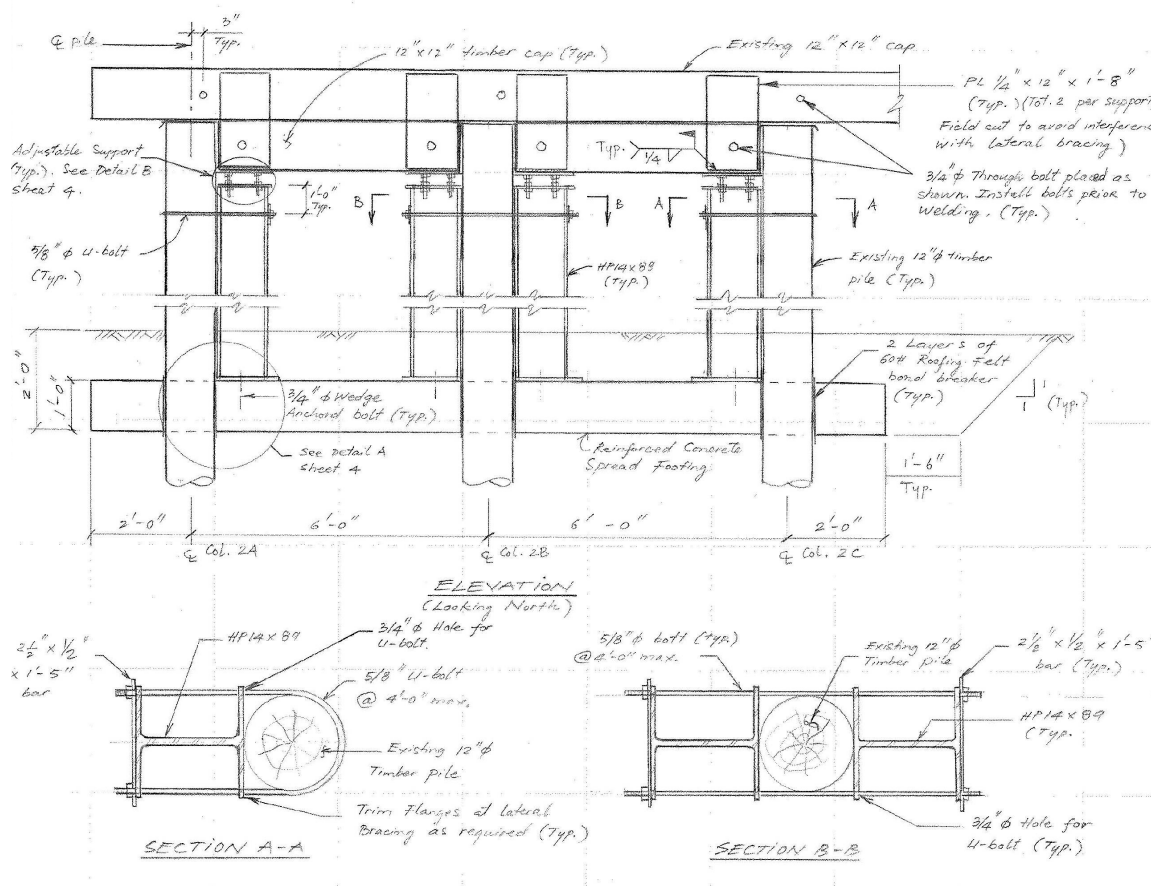 3"
Typ.
℄ pile
12"x12" timber cap (Typ.)
Existing 12"x12" cap
PL 1/4" x 12" x 1'-8"
(Typ.)(Tot. 2 per support
Field cut to avoid interferenc
with lateral bracing)
Adjustable Support
(Typ.). See Detail B
Sheet 4.
1'-0"
Typ.
Typ.
1/4
3/4" ϕ Through bolt placed as
shown. Install bolts prior to
welding. (Typ.)
B
B
A
A
5/8" ϕ U-bolt
(Typ.)
HP14x89
(Typ.)
Existing 12"ϕ timber
pile (Typ.)
2'-0"
1'-0"
2 Layers of
60# Roofing Felt
bond breaker
(Typ.)
3/4" ϕ Wedge
Anchord bolt (Typ.)
1
1
(Typ.)
See Detail A
Sheet 4
Reinforced Concrete
Spread Footing
1'-6"
Typ.
2'-0"
6'-0"
6'-0"
2'-0"
℄ Col. 2A
℄ Col. 2B
℄ Col. 2C
ELEVATION
(Looking North)
2 1/2" x 1/2"
x 1'-5"
bar
HP14x89
3/4" ϕ Hole for
U-bolt.
5/8" U-bolt
@ 4'-0" max.
Existing 12"ϕ
Timber pile
Trim Flanges at lateral
Bracing as required (Typ.)
SECTION A-A
5/8"ϕ bolt (typ.)
@ 4'-0" max.
Existing 12"ϕ
Timber pile
2 1/2" x 1/2" x 1'-5
bar (Typ.)
HP14x89
(Typ.
3/4" ϕ Hole for
U-bolt (Typ.)
SECTION B-B